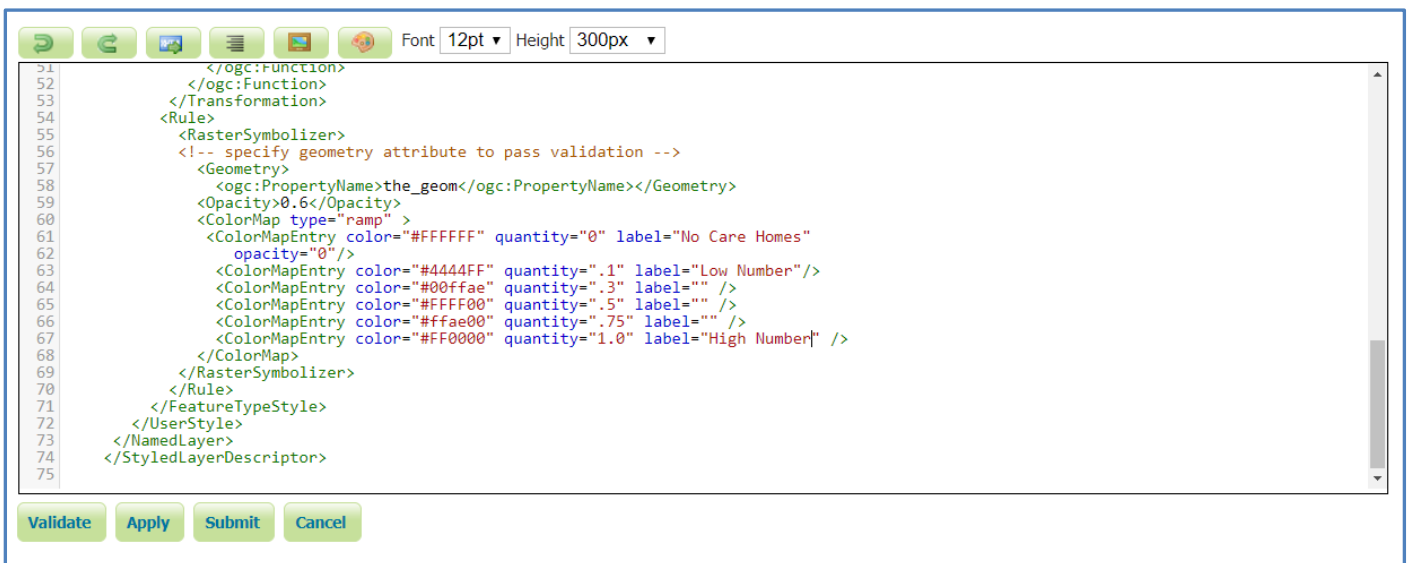 Font 12pt Height 300px
51 </ogc:Function>
52 </ogc:Function>
53 </Transformation>
54 <Rule>
55 <RasterSymbolizer>
56 <!-- specify geometry attribute to pass validation -->
57 <Geometry>
58 <ogc:PropertyName>the_geom</ogc:PropertyName></Geometry>
59 <Opacity>0.6</Opacity>
60 <ColorMap type="ramp" >
61 <ColorMapEntry color="#FFFFFF" quantity="0" label="No Care Homes"
62 opacity="0"/>
63 <ColorMapEntry color="#4444FF" quantity=".1" label="Low Number"/>
64 <ColorMapEntry color="#00ffae" quantity=".3" label="" />
65 <ColorMapEntry color="#FFFF00" quantity=".5" label="" />
66 <ColorMapEntry color="#ffae00" quantity=".75" label="" />
67 <ColorMapEntry color="#FF0000" quantity="1.0" label="High Number" />
68 </ColorMap>
69 </RasterSymbolizer>
70 </Rule>
71 </FeatureTypeStyle>
72 </UserStyle>
73 </NamedLayer>
74 </StyledLayerDescriptor>
75
Validate Apply Submit Cancel